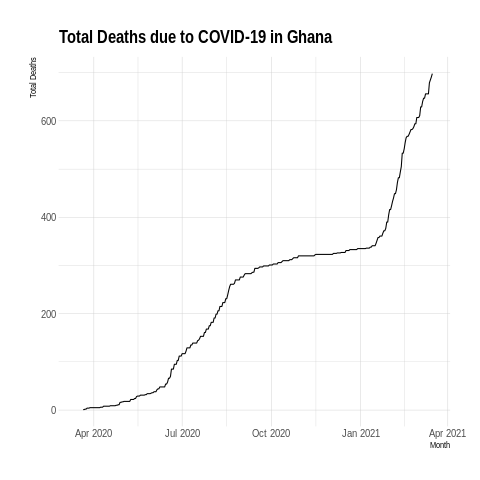 Total Deaths due to COVID-19 in Ghana
Total Deaths
600
400
200
0
Apr 2020 Jul 2020 Oct 2020 Jan 2021 Apr 2021
Month